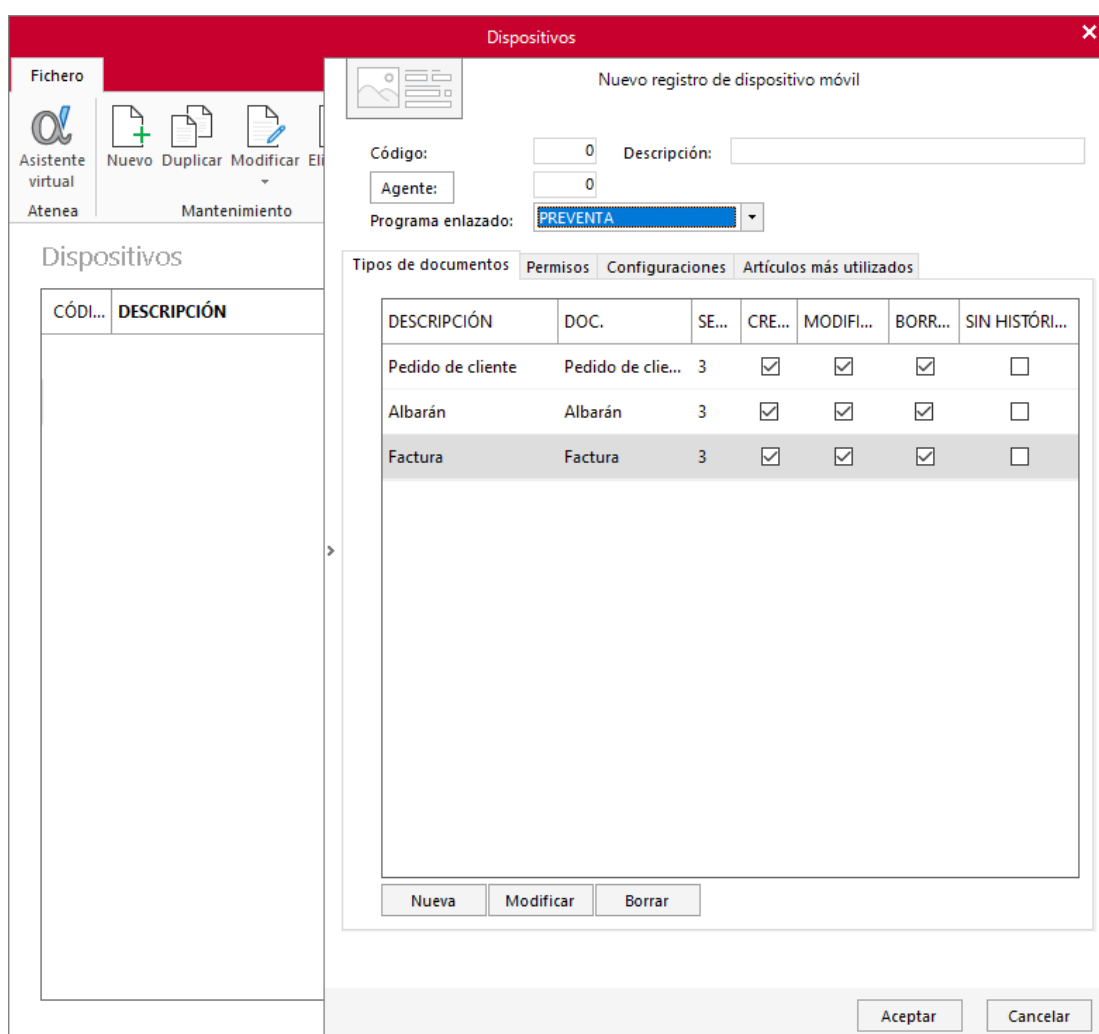 Dispositivos
Fichero
Asistente virtual
Nuevo
Duplicar
Modificar
Eli
Atenea
Mantenimiento
Dispositivos
CÓDI...
DESCRIPCIÓN
Nuevo registro de dispositivo móvil
Código: 0 Descripción:
Agente: 0
Programa enlazado: PREVENTA
Tipos de documentos Permisos Configuraciones Artículos más utilizados
DESCRIPCIÓN DOC. SE... CRE... MODIFI... BORR... SIN HISTÓRI...
Pedido de cliente Pedido de clie... 3
Albarán Albarán 3
Factura Factura 3
Nueva Modificar Borrar
Aceptar Cancelar